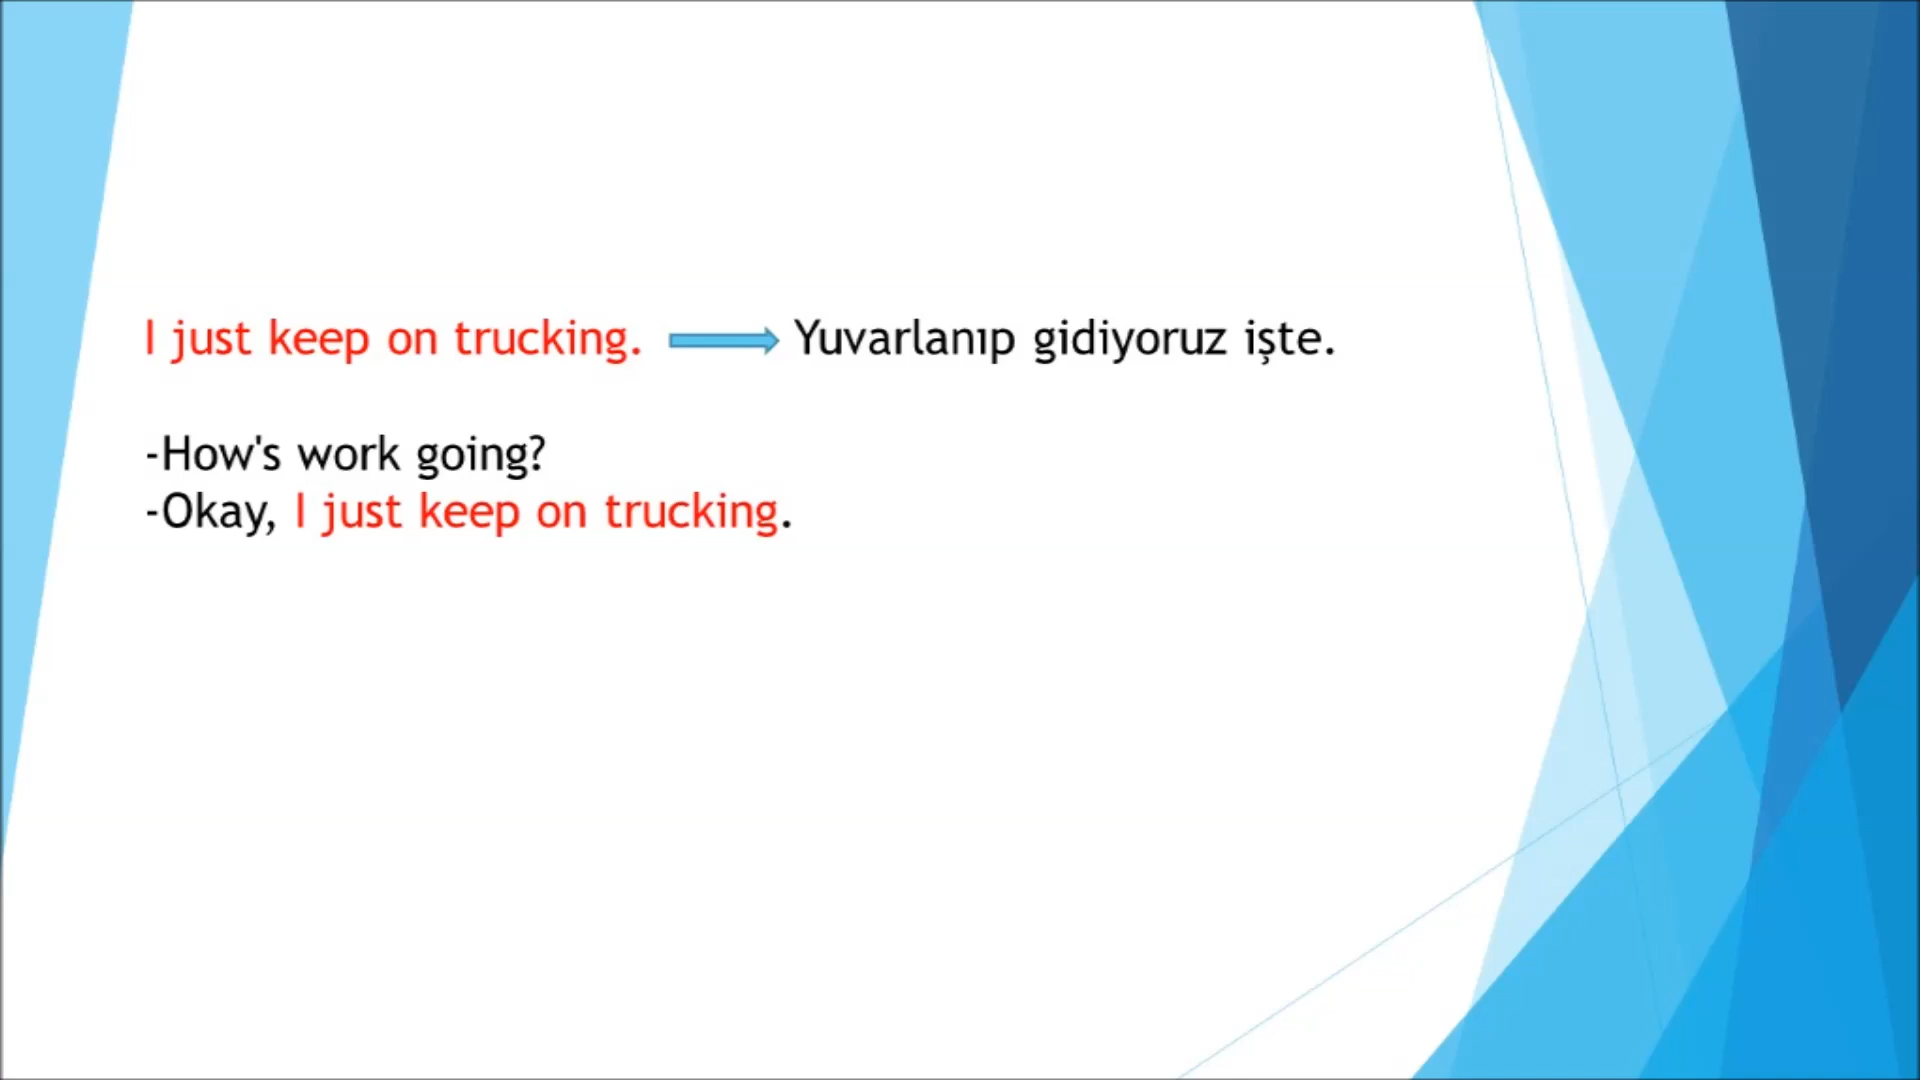 I just keep on trucking. Yuvarlanıp gidiyoruz işte.
-How's work going?
-Okay, I just keep on trucking.